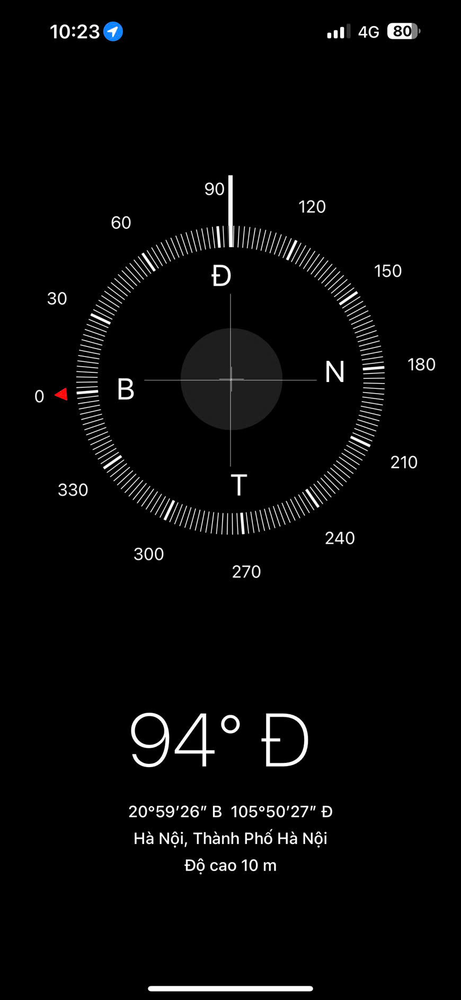 10:23 4G 80
90
120
60
150
30
Đ
180
N
0
B
210
T
330
240
300
270
94° Đ
20°59′26″ B 105°50′27″ Đ
Hà Nội, Thành Phố Hà Nội
Độ cao 10 m